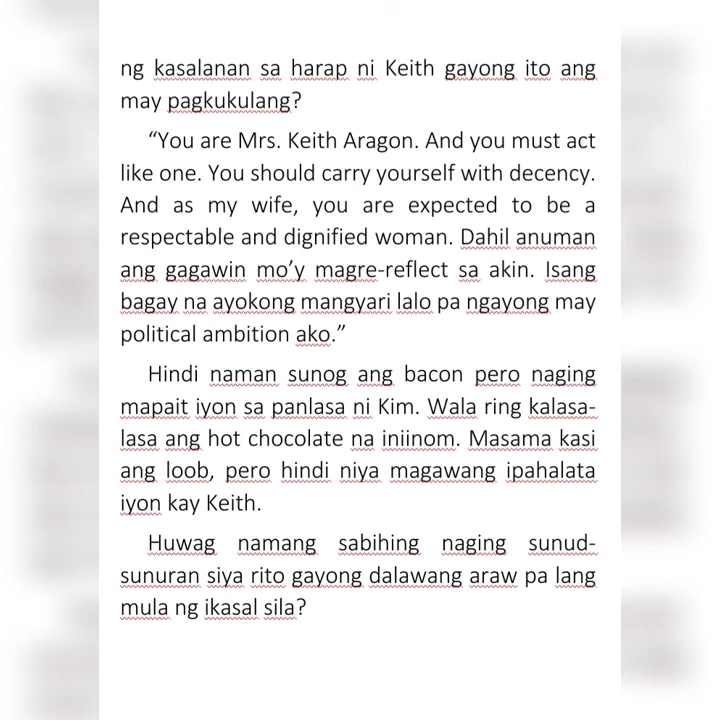 ng kasalanan sa harap ni Keith gayong ito ang
may pagkukulang?
“You are Mrs. Keith Aragon. And you must act
like one. You should carry yourself with decency.
And as my wife, you are expected to be a
respectable and dignified woman. Dahil anuman
ang gagawin mo’y magre-reflect sa akin. Isang
bagay na ayokong mangyari lalo pa ngayong may
political ambition ako.”
Hindi naman sunog ang bacon pero naging
mapait iyon sa panlasa ni Kim. Wala ring kalasa-
lasa ang hot chocolate na iniinom. Masama kasi
ang loob, pero hindi niya magawang ipahalata
iyon kay Keith.
Huwag namang sabihing naging sunud-
sunuran siya rito gayong dalawang araw pa lang
mula ng ikasal sila?